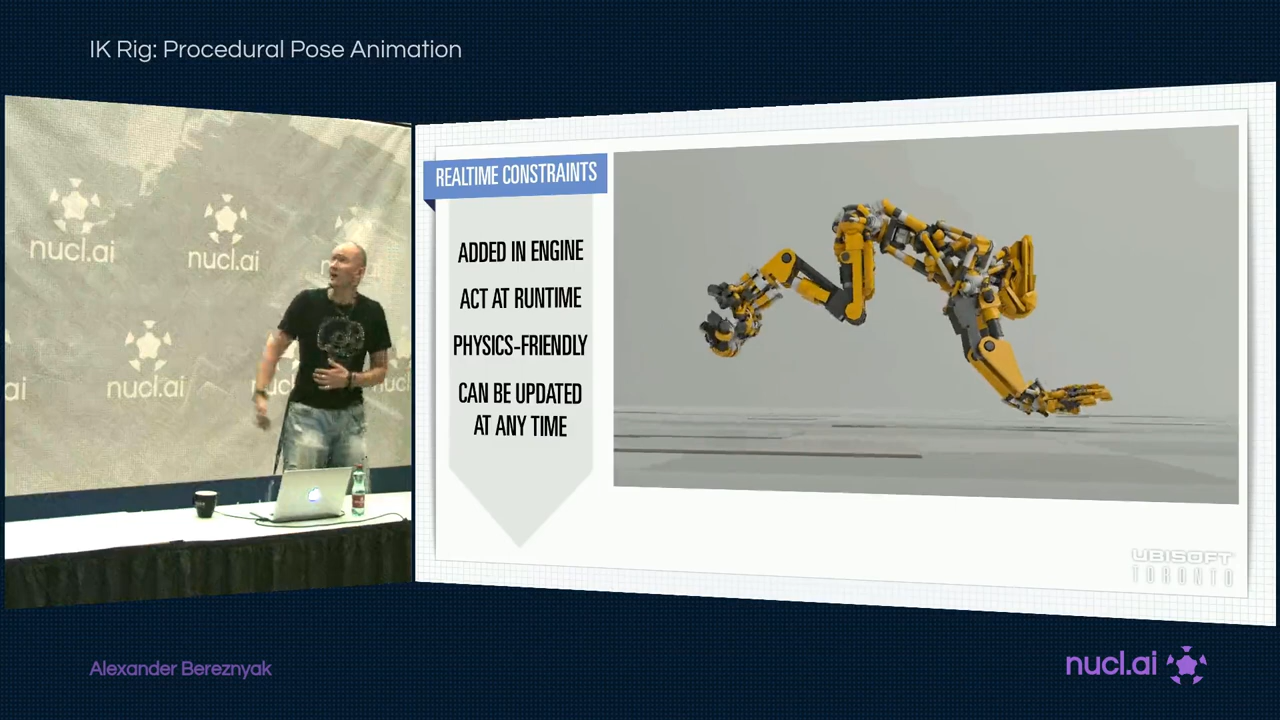 IK Rig: Procedural Pose Animation
nucl.ai
nucl.ai
nucl.ai
ai
nucl.ai
nucl.ai
REALTIME CONSTRAINTS
ADDED IN ENGINE
ACT AT RUNTIME
PHYSICS-FRIENDLY
CAN BE UPDATED
AT ANY TIME
UBISOFT
TORONTO
Alexander Bereznyak
nucl.ai